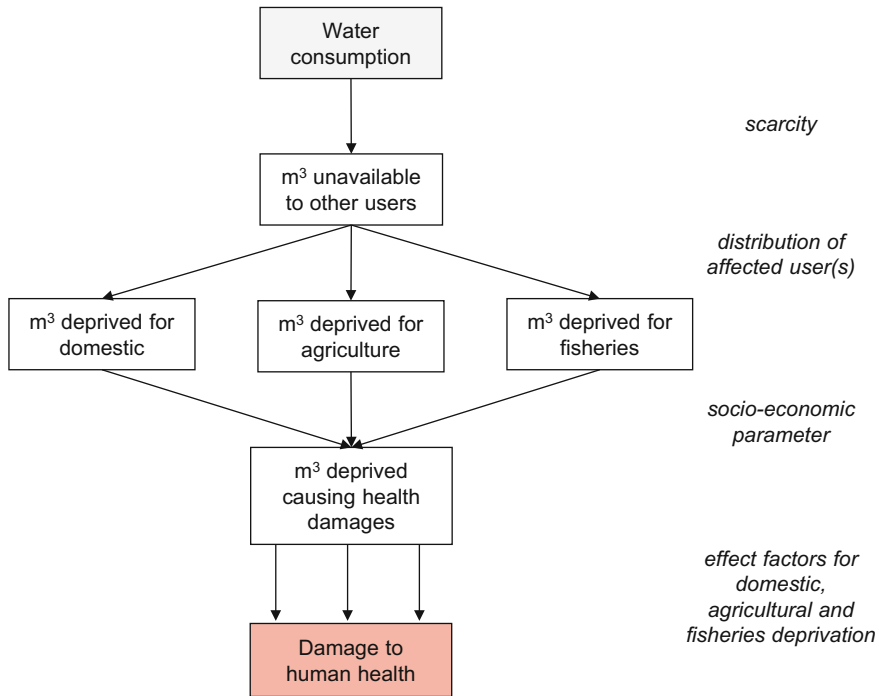 Water
consumption
scarcity
m³ unavailable
to other users
distribution of
affected user(s)
m³ deprived for
domestic
m³ deprived for
agriculture
m³ deprived for
fisheries
socio-economic
parameter
m³ deprived
causing health
damages
effect factors for
domestic,
agricultural and
fisheries deprivation
Damage to
human health